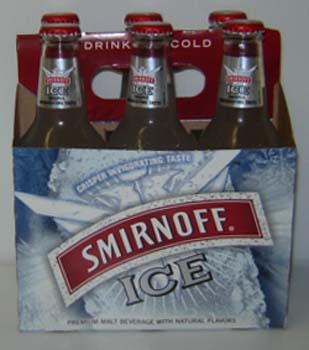 DRINK COLD
SMIRNOFF SMIRNOFF SMIRNOFF
ICE ICE ICE
CRISPER INVIGORATING TASTE
SMIRNOFF®
ICE
PREMIUM MALT BEVERAGE WITH NATURAL FLAVORS